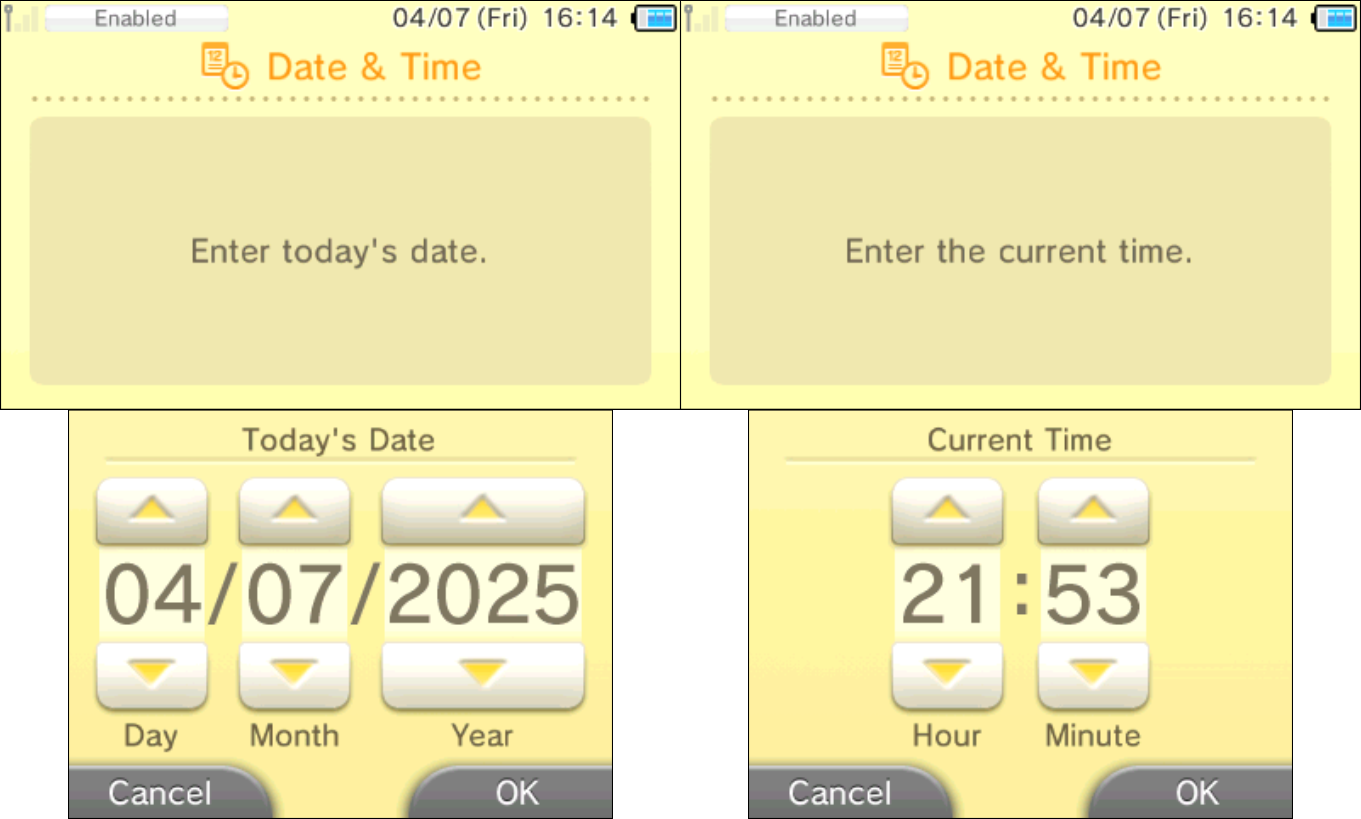 Enabled 04/07 (Fri) 16:14
12 Date & Time
Enter today's date.
Today's Date
04/07/2025
Day Month Year
Cancel OK
Enabled 04/07 (Fri) 16:14
12 Date & Time
Enter the current time.
Current Time
21:53
Hour Minute
Cancel OK